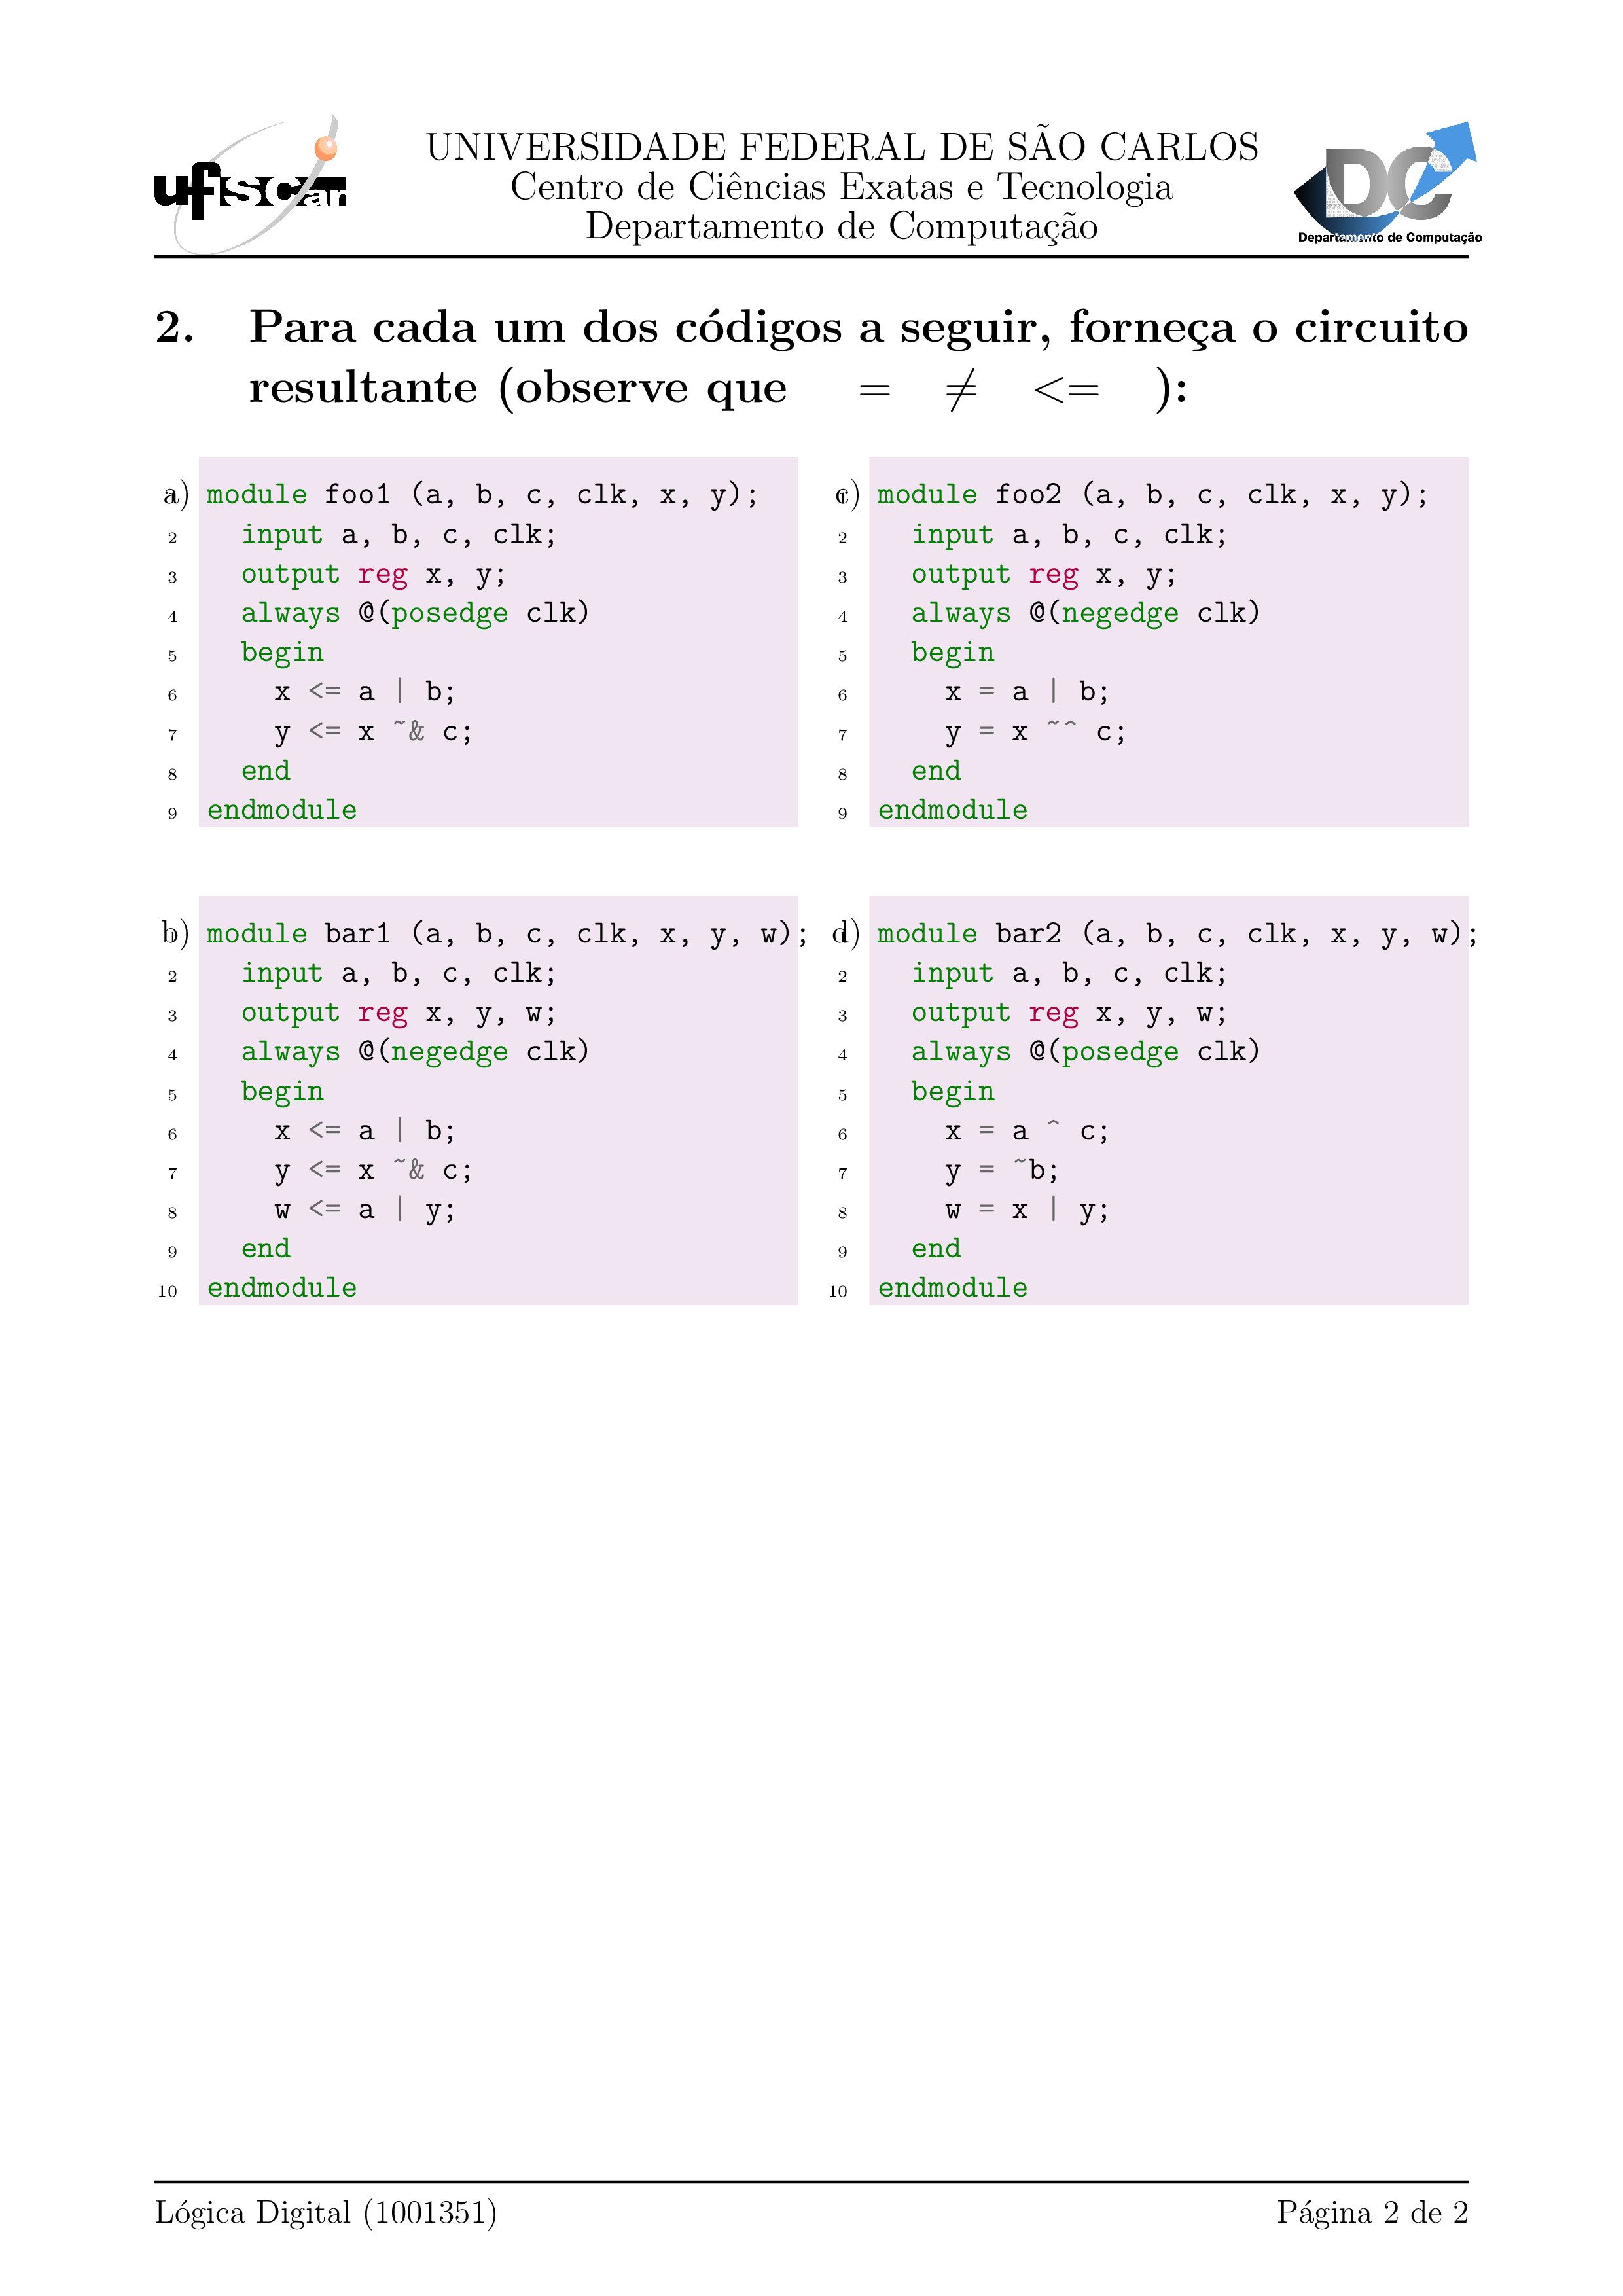 ufscar
UNIVERSIDADE FEDERAL DE SÃO CARLOS
Centro de Ciências Exatas e Tecnologia
Departamento de Computação
DC
Departamento de Computação
2. Para cada um dos códigos a seguir, forneça o circuito
resultante (observe que = ≠ <= ):
a)
1 module foo1 (a, b, c, clk, x, y);
2 input a, b, c, clk;
3 output reg x, y;
4 always @(posedge clk)
5 begin
6 x <= a | b;
7 y <= x ~& c;
8 end
9 endmodule
b)
1 module bar1 (a, b, c, clk, x, y, w);
2 input a, b, c, clk;
3 output reg x, y, w;
4 always @(negedge clk)
5 begin
6 x <= a | b;
7 y <= x ~& c;
8 w <= a | y;
9 end
10 endmodule
c)
1 module foo2 (a, b, c, clk, x, y);
2 input a, b, c, clk;
3 output reg x, y;
4 always @(negedge clk)
5 begin
6 x = a | b;
7 y = x ~^ c;
8 end
9 endmodule
d)
1 module bar2 (a, b, c, clk, x, y, w);
2 input a, b, c, clk;
3 output reg x, y, w;
4 always @(posedge clk)
5 begin
6 x = a ^ c;
7 y = ~b;
8 w = x | y;
9 end
10 endmodule
Lógica Digital (1001351)
Página 2 de 2